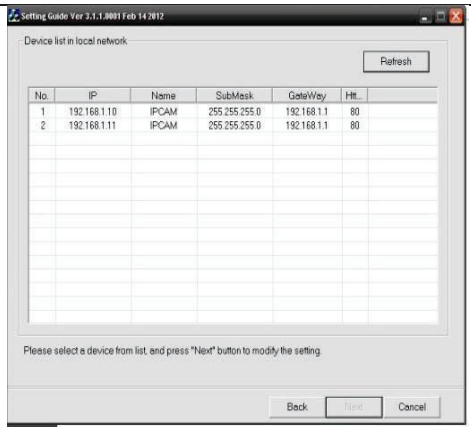 Setting Guide Ver 3.1.1.0001 Feb 14 2012
Device list in local network
Refresh
No. IP Name SubMask GateWay Htt...
1 192.168.1.10 IPCAM 255.255.255.0 192.168.1.1 80
2 192.168.1.11 IPCAM 255.255.255.0 192.168.1.1 80
Please select a device from list, and press "Next" button to modify the setting.
Back Next Cancel